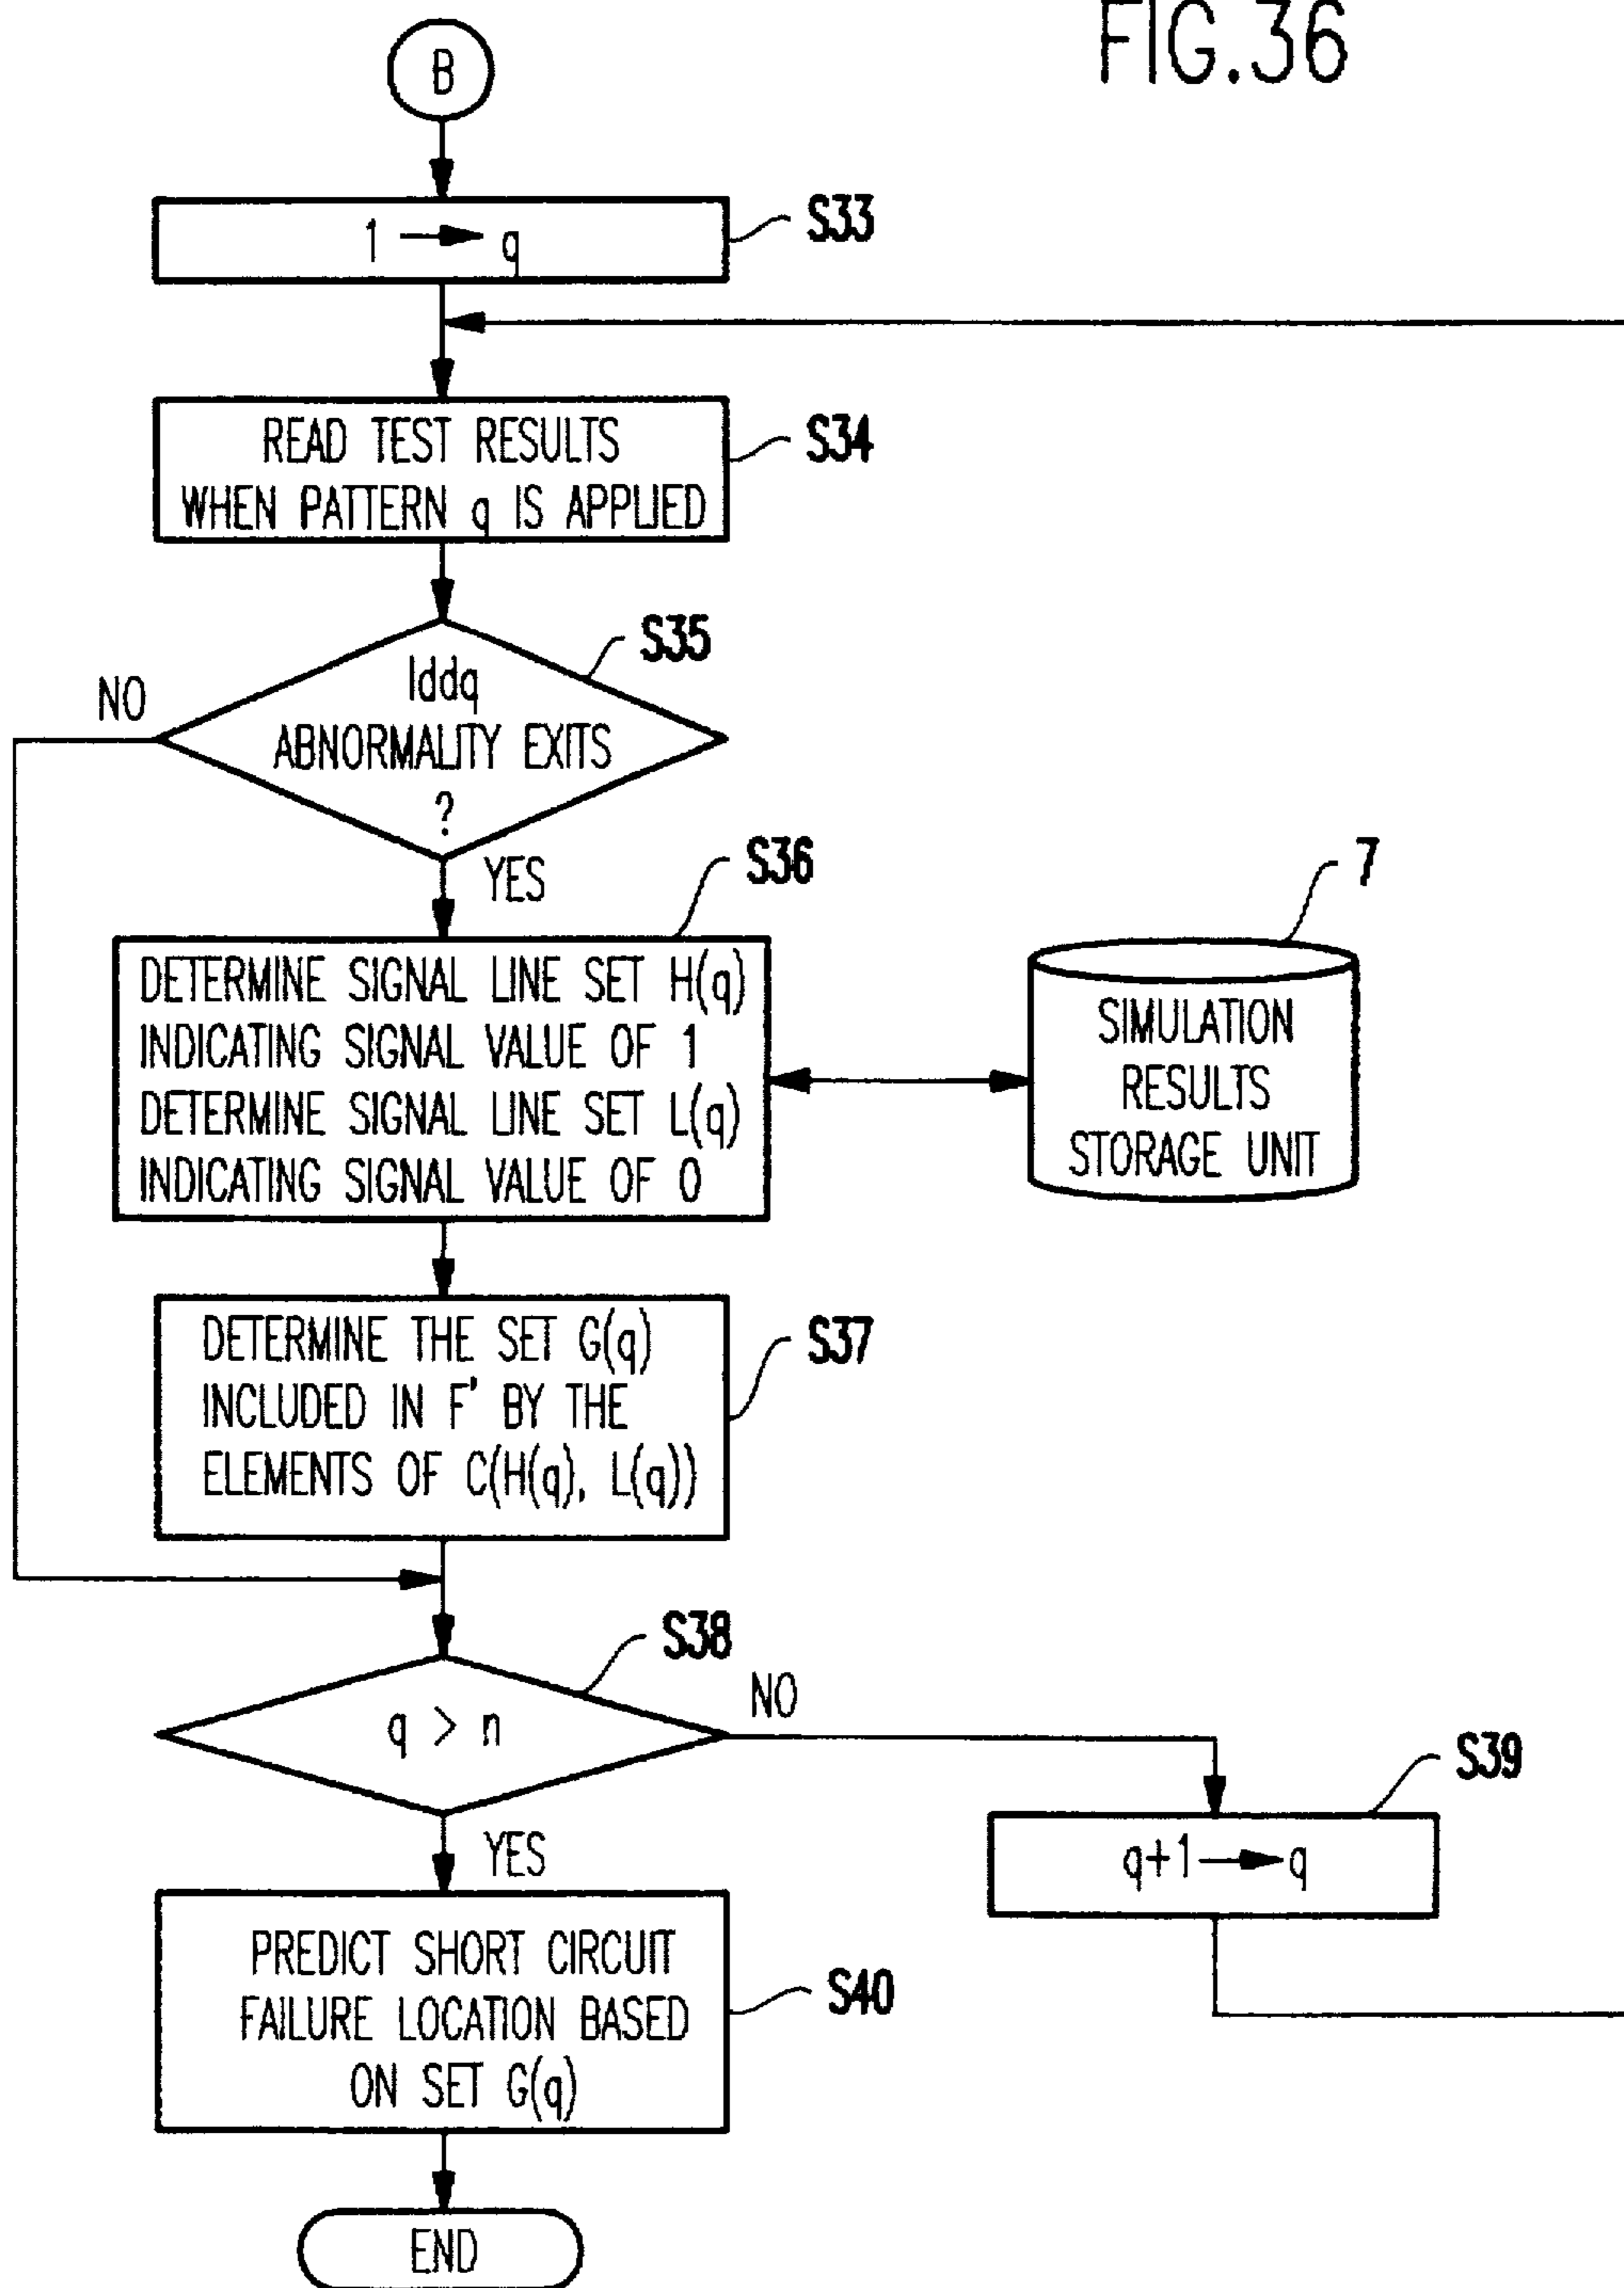 FIG.36
B
1 → q
S33
READ TEST RESULTS
WHEN PATTERN q IS APPLIED
S34
S35
Iddq
ABNORMALITY EXITS
?
NO
YES
S36
DETERMINE SIGNAL LINE SET H(q)
INDICATING SIGNAL VALUE OF 1
DETERMINE SIGNAL LINE SET L(q)
INDICATING SIGNAL VALUE OF 0
7
SIMULATION
RESULTS
STORAGE UNIT
DETERMINE THE SET G(q)
INCLUDED IN F' BY THE
ELEMENTS OF C(H(q), L(q))
S37
S38
q > n
NO
YES
S39
q+1 → q
PREDICT SHORT CIRCUIT
FAILURE LOCATION BASED
ON SET G(q)
S40
END